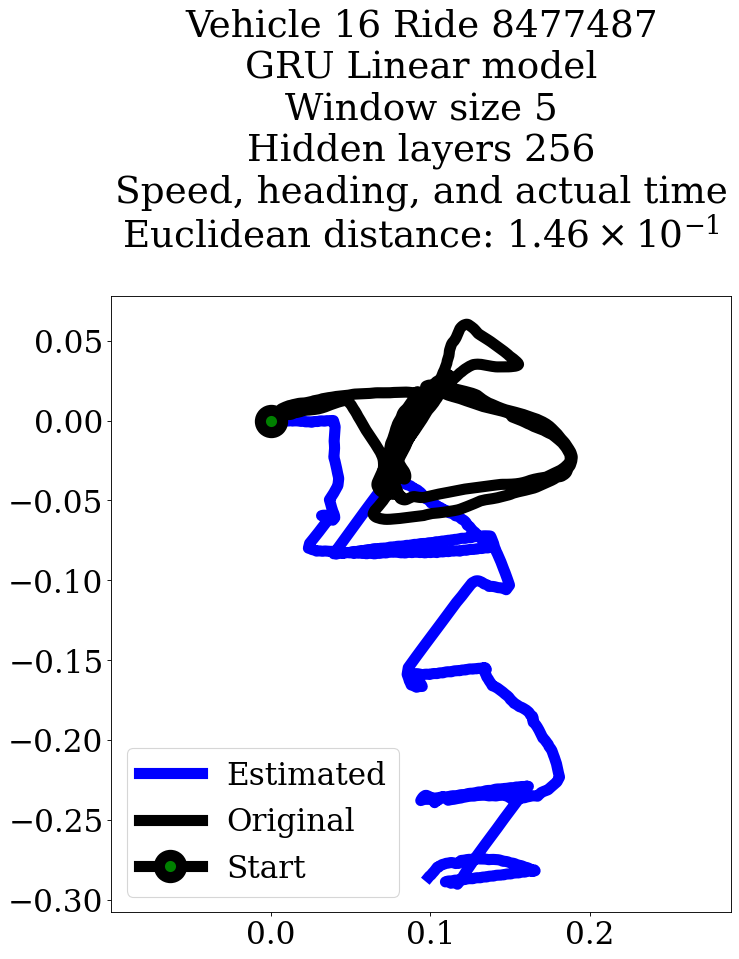 Vehicle 16 Ride 8477487
GRU Linear model
Window size 5
Hidden layers 256
Speed, heading, and actual time
Euclidean distance: 1.46 × 10⁻¹
0.05
0.00
−0.05
−0.10
−0.15
−0.20
−0.25
−0.30
Estimated
Original
Start
0.0 0.1 0.2